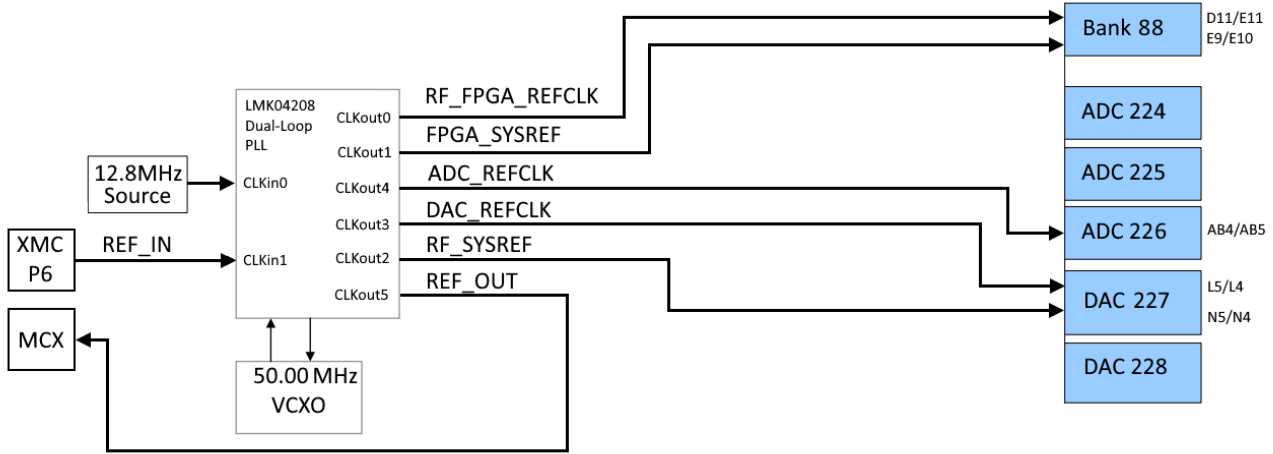 Bank 88
D11/E11
E9/E10
RF_FPGA_REFCLK
LMK04208
Dual-Loop
PLL
CLKout0
FPGA_SYSREF
CLKout1
ADC 224
12.8MHz
Source
CLKin0
ADC_REFCLK
CLKout4
ADC 225
DAC_REFCLK
CLKout3
ADC 226
AB4/AB5
XMC
P6
REF_IN
CLKin1
RF_SYSREF
CLKout2
REF_OUT
CLKout5
DAC 227
L5/L4
N5/N4
MCX
50.00 MHz
VCXO
DAC 228